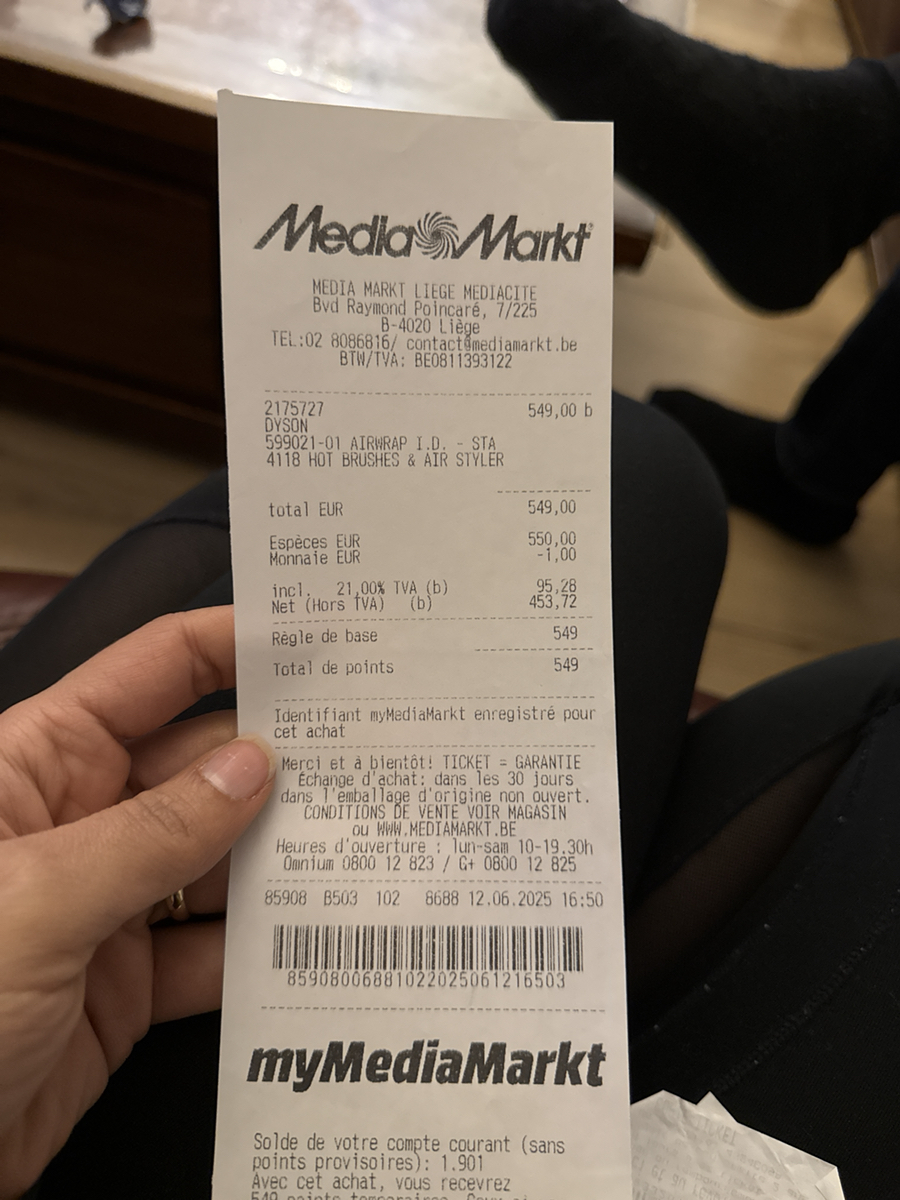 Media Markt
MEDIA MARKT LIEGE MEDIACITE
Bvd Raymond Poincaré, 7/225
B-4020 Liège
TEL:02 8086816/ contact@mediamarkt.be
BTW/TVA: BE0811393122
2175727 549,00 b
DYSON
599021-01 AIRWRAP I.D. - STA
4118 HOT BRUSHES & AIR STYLER
total EUR 549,00
Espèces EUR 550,00
Monnaie EUR -1,00
incl. 21,00% TVA (b) 95,28
Net (Hors TVA) (b) 453,72
Règle de base 549
Total de points 549
Identifiant myMediaMarkt enregistré pour
cet achat
Merci et à bientôt! TICKET = GARANTIE
Échange d'achat: dans les 30 jours
dans l'emballage d'origine non ouvert.
CONDITIONS DE VENTE VOIR MAGASIN
ou WWW.MEDIAMARKT.BE
Heures d'ouverture : lun-sam 10-19.30h
Omnium 0800 12 823 / G+ 0800 12 825
85908 B503 102 8688 12.06.2025 16:50
8590800688102202506121650​3
myMediaMarkt
Solde de votre compte courant (sans
points provisoires): 1.901
Avec cet achat, vous recevrez
549 points temporaires.